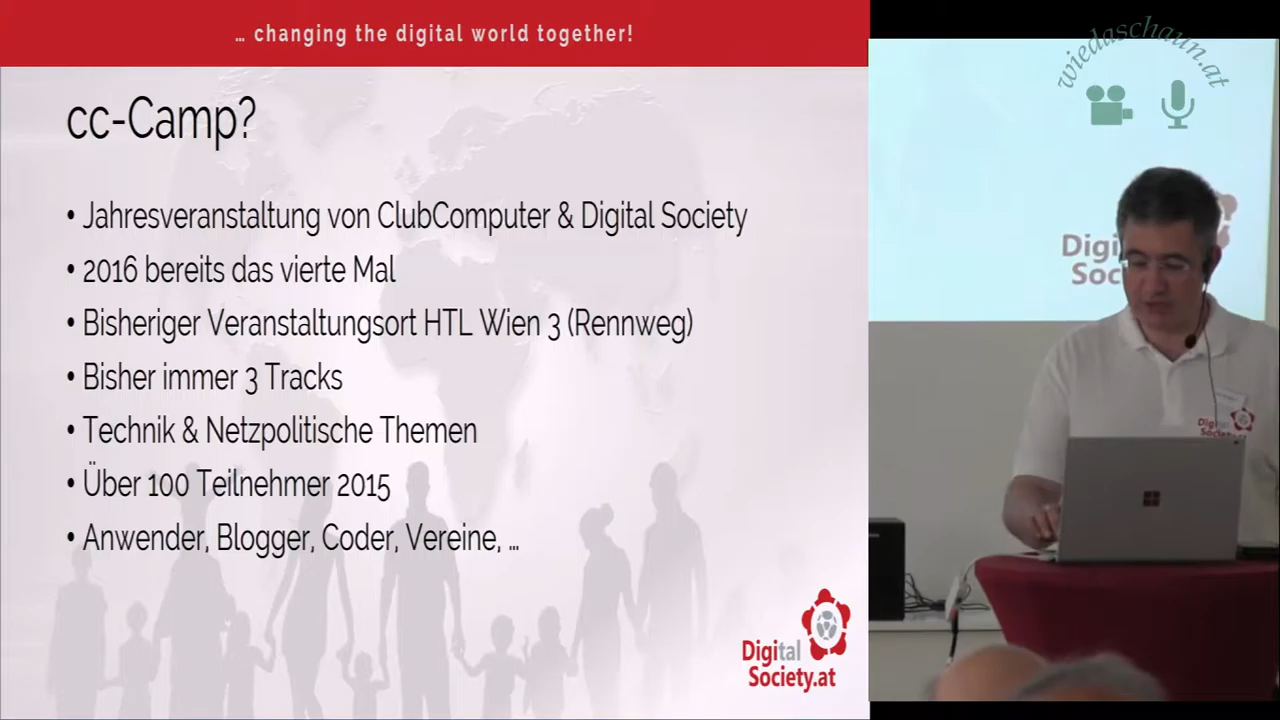 … changing the digital world together!
cc-Camp?
• Jahresveranstaltung von ClubComputer & Digital Society
• 2016 bereits das vierte Mal
• Bisheriger Veranstaltungsort HTL Wien 3 (Rennweg)
• Bisher immer 3 Tracks
• Technik & Netzpolitische Themen
• Über 100 Teilnehmer 2015
• Anwender, Blogger, Coder, Vereine, …
Digital
Society.at
wiedaschaun.at